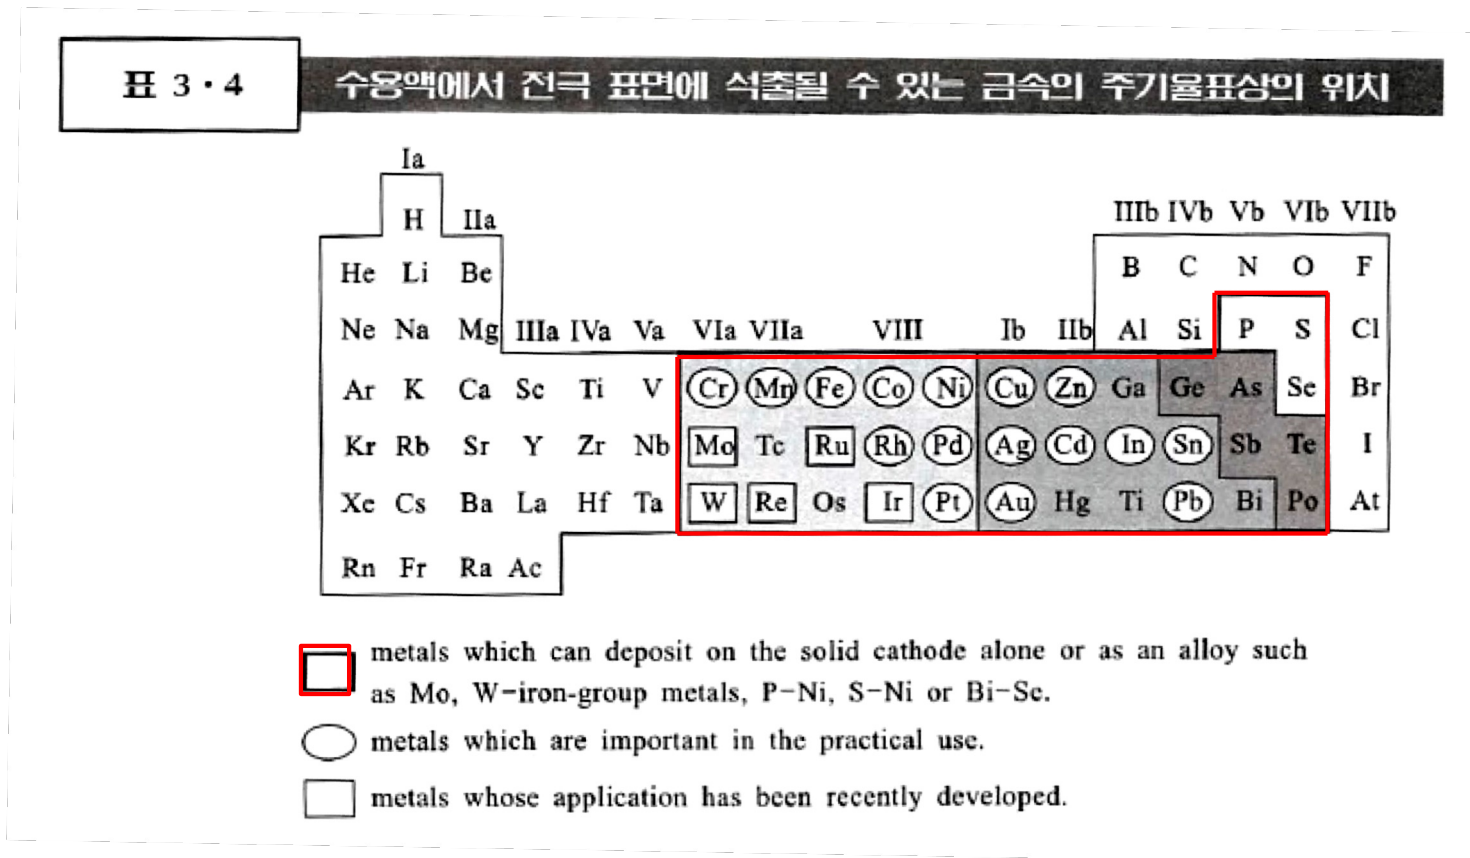 표 3·4
수용액에서 전극 표면에 석출될 수 있는 금속의 주기율표상의 위치
Ia
H IIa IIIb IVb Vb VIb VIIb
He Li Be B C N O F
Ne Na Mg IIIa IVa Va VIa VIIa VIII Ib IIb Al Si P S Cl
Ar K Ca Sc Ti V Cr Mn Fe Co Ni Cu Zn Ga Ge As Se Br
Kr Rb Sr Y Zr Nb Mo Tc Ru Rh Pd Ag Cd In Sn Sb Te I
Xe Cs Ba La Hf Ta W Re Os Ir Pt Au Hg Ti Pb Bi Po At
Rn Fr Ra Ac
metals which can deposit on the solid cathode alone or as an alloy such
as Mo, W-iron-group metals, P-Ni, S-Ni or Bi-Se.
metals which are important in the practical use.
metals whose application has been recently developed.